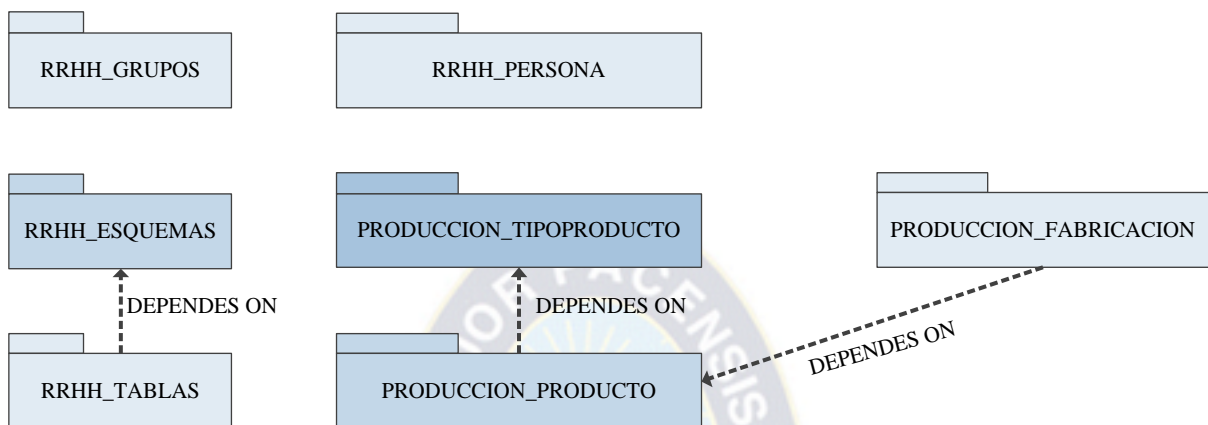 RRHH_GRUPOS
RRHH_PERSONA
RRHH_ESQUEMAS
PRODUCCION_TIPOPRODUCTO
PRODUCCION_FABRICACION
DEPENDES ON
DEPENDES ON
DEPENDES ON
RRHH_TABLAS
PRODUCCION_PRODUCTO